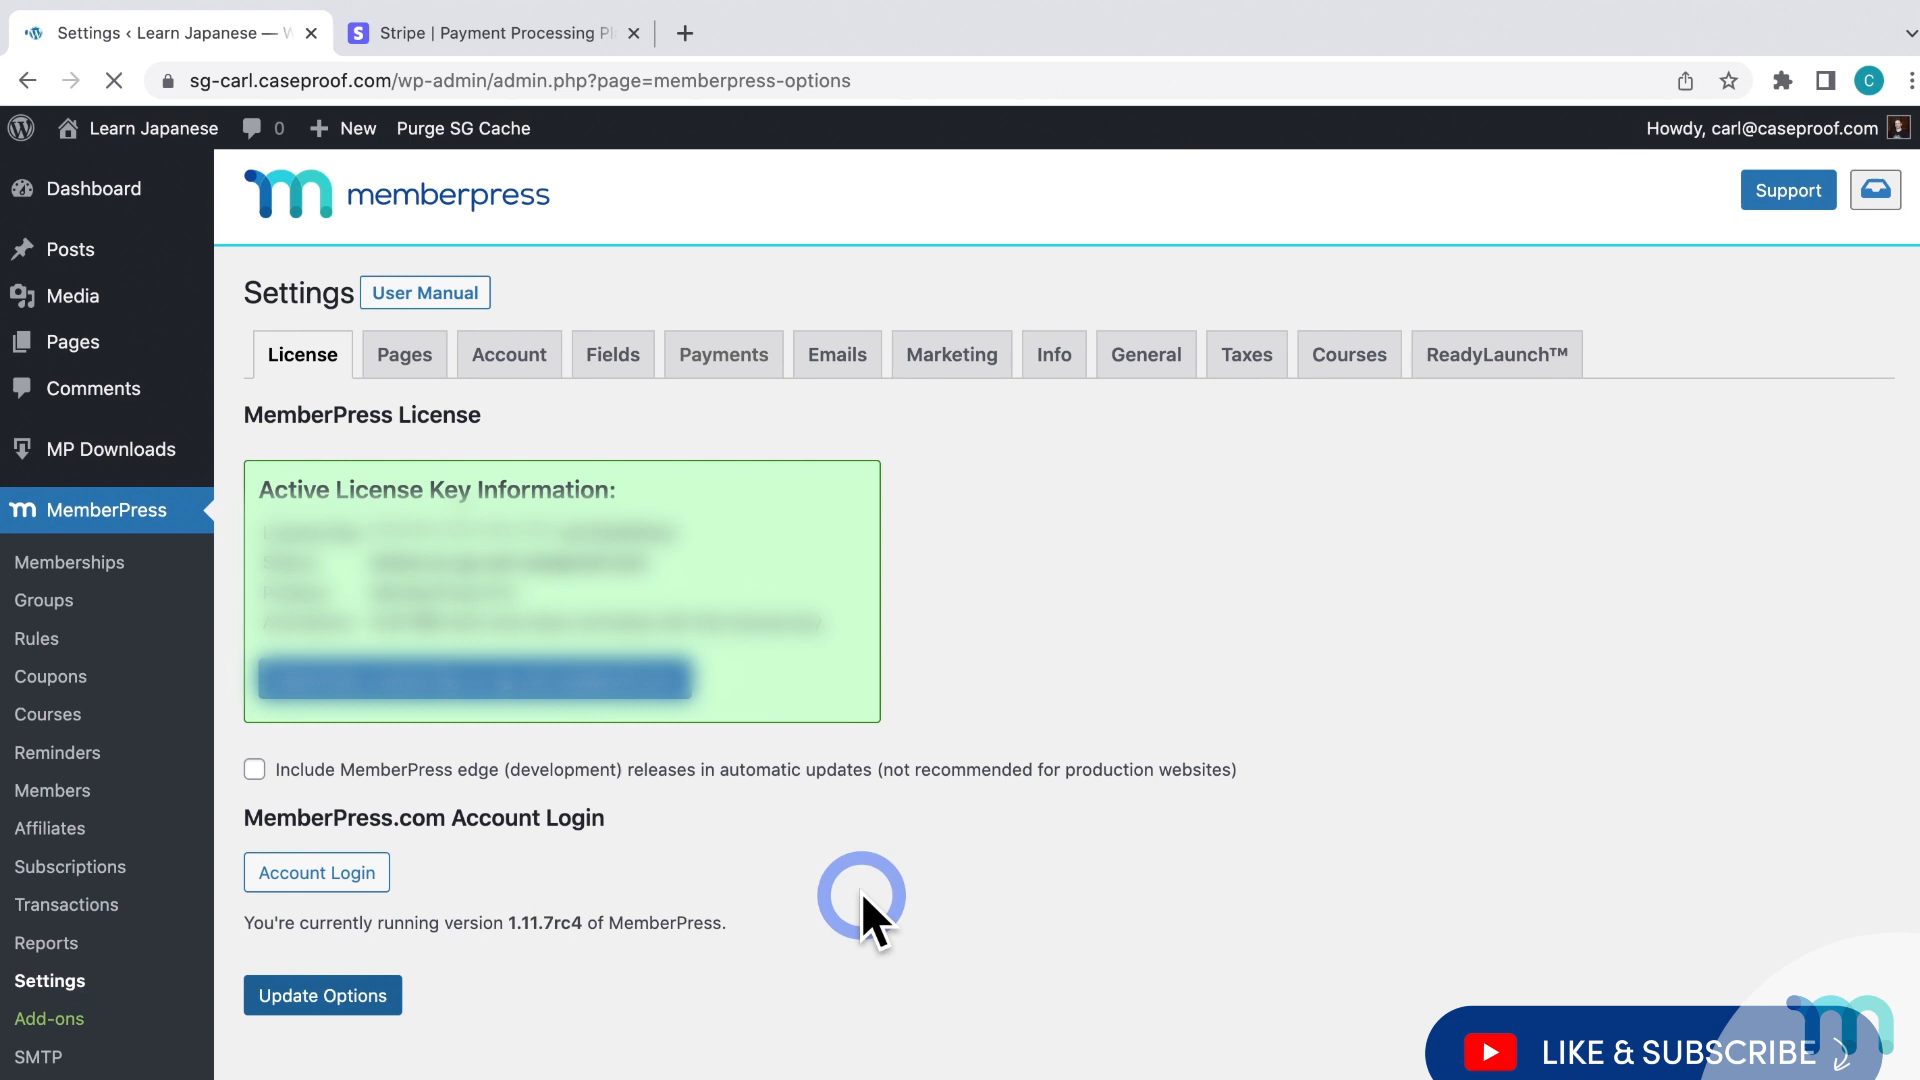 Settings ‹ Learn Japanese — W
Stripe | Payment Processing Pl
sg-carl.caseproof.com/wp-admin/admin.php?page=memberpress-options
C
Learn Japanese
0
New
Purge SG Cache
Howdy, carl@caseproof.com
Dashboard
Posts
Media
Pages
Comments
MP Downloads
MemberPress
Memberships
Groups
Rules
Coupons
Courses
Reminders
Members
Affiliates
Subscriptions
Transactions
Reports
Settings
Add-ons
SMTP
memberpress
Support
Settings
User Manual
License
Pages
Account
Fields
Payments
Emails
Marketing
Info
General
Taxes
Courses
ReadyLaunch™
MemberPress License
Active License Key Information:
Include MemberPress edge (development) releases in automatic updates (not recommended for production websites)
MemberPress.com Account Login
Account Login
You're currently running version 1.11.7rc4 of MemberPress.
Update Options
LIKE & SUBSCRIBE